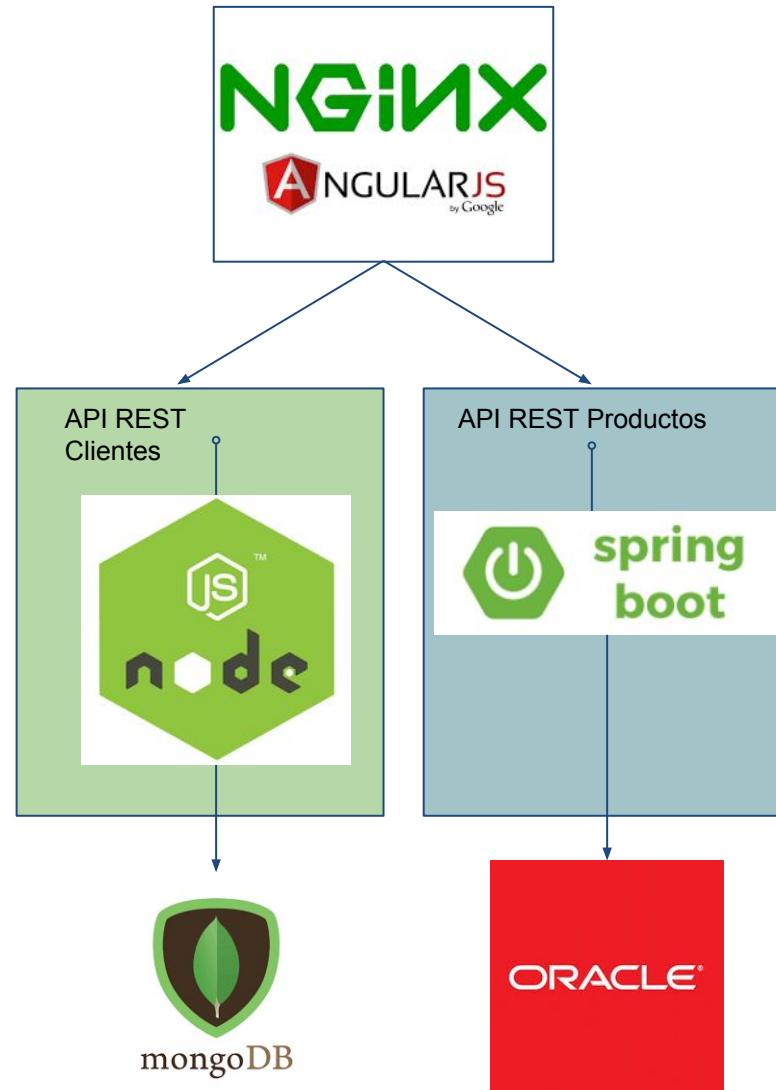 NGiNX
ANGULARJS
by Google
API REST
Clientes
API REST Productos
JS
TM
node
spring
boot
mongoDB
ORACLE®